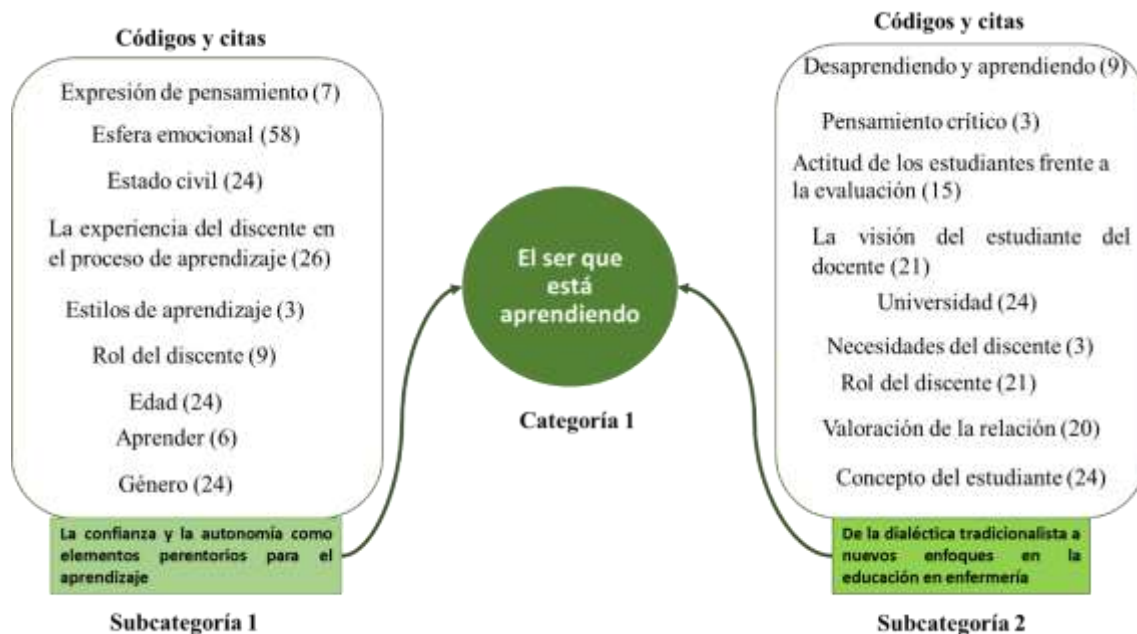 Códigos y citas
Expresión de pensamiento (7)
Esfera emocional (58)
Estado civil (24)
La experiencia del discente en
el proceso de aprendizaje (26)
Estilos de aprendizaje (3)
Rol del discente (9)
Edad (24)
Aprender (6)
Género (24)
La confianza y la autonomía como
elementos perentorios para el
aprendizaje
Subcategoría 1
El ser que
está
aprendiendo
Categoría 1
Códigos y citas
Desaprendiendo y aprendiendo (9)
Pensamiento crítico (3)
Actitud de los estudiantes frente a
la evaluación (15)
La visión del estudiante del
docente (21)
Universidad (24)
Necesidades del discente (3)
Rol del discente (21)
Valoración de la relación (20)
Concepto del estudiante (24)
De la dialéctica tradicionalista a
nuevos enfoques en la
educación en enfermería
Subcategoría 2